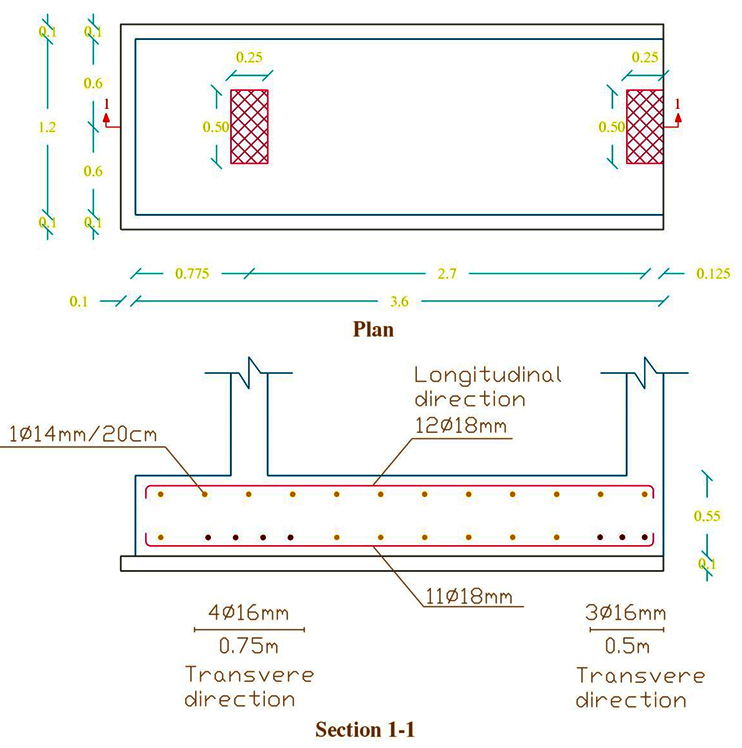 0.1
0.1
0.25
0.25
0.6
1
1
1.2
0.50
0.50
0.6
0.1
0.1
0.775
2.7
0.125
0.1
3.6
Plan
Longitudinal
direction
12Ø18mm
1Ø14mm/20cm
0.55
0.1
11Ø18mm
4Ø16mm
3Ø16mm
0.75m
0.5m
Transvere
direction
Transvere
direction
Section 1-1